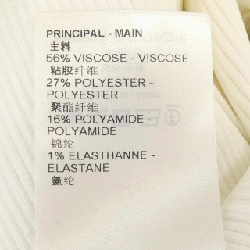 PRINCIPAL - MAIN
主料
56% VISCOSE - VISCOSE
粘胶纤维
27% POLYESTER -
POLYESTER
聚酯纤维
16% POLYAMIDE -
POLYAMIDE
锦纶
1% ELASTHANNE -
ELASTANE
氨纶